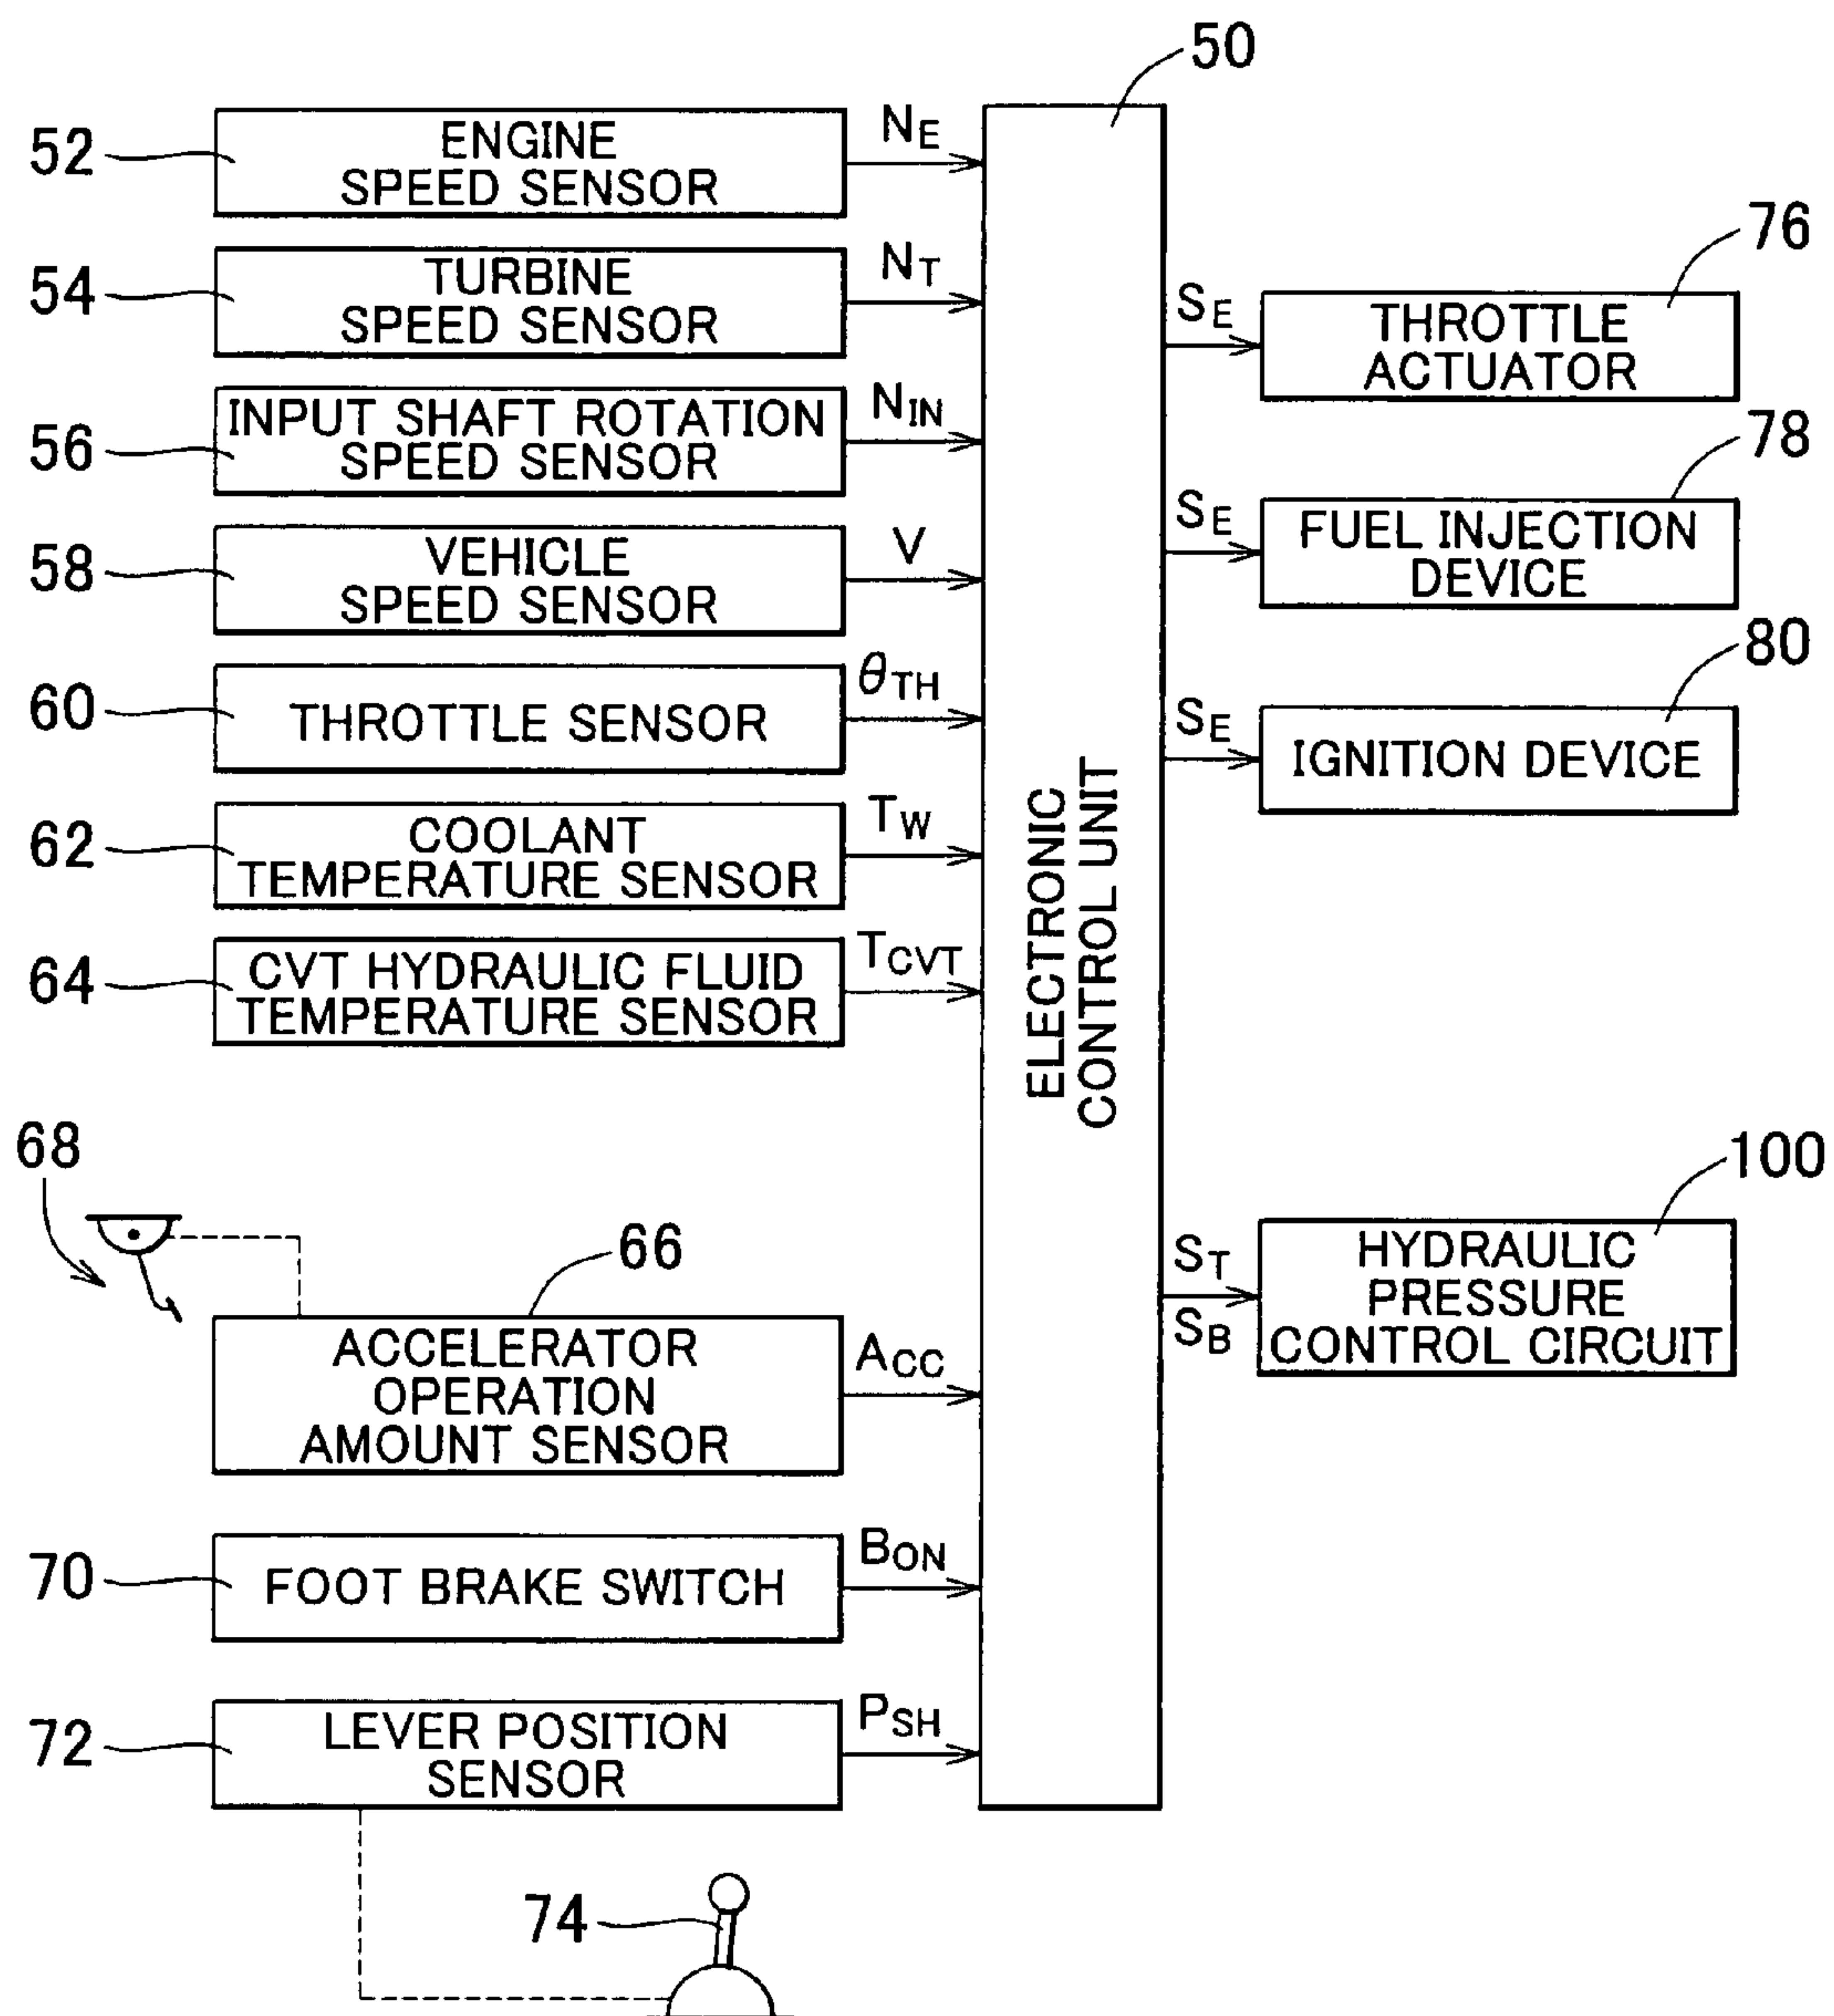 50
52
ENGINE
SPEED SENSOR
NE
54
TURBINE
SPEED SENSOR
NT
56
INPUT SHAFT ROTATION
SPEED SENSOR
NIN
58
VEHICLE
SPEED SENSOR
V
60
THROTTLE SENSOR
θTH
62
COOLANT
TEMPERATURE SENSOR
TW
64
CVT HYDRAULIC FLUID
TEMPERATURE SENSOR
TCVT
68
66
ACCELERATOR
OPERATION
AMOUNT SENSOR
ACC
70
FOOT BRAKE SWITCH
BON
72
LEVER POSITION
SENSOR
PSH
74
ELECTRONIC
CONTROL UNIT
76
SE
THROTTLE
ACTUATOR
78
SE
FUEL INJECTION
DEVICE
80
SE
IGNITION DEVICE
100
ST
SB
HYDRAULIC
PRESSURE
CONTROL CIRCUIT